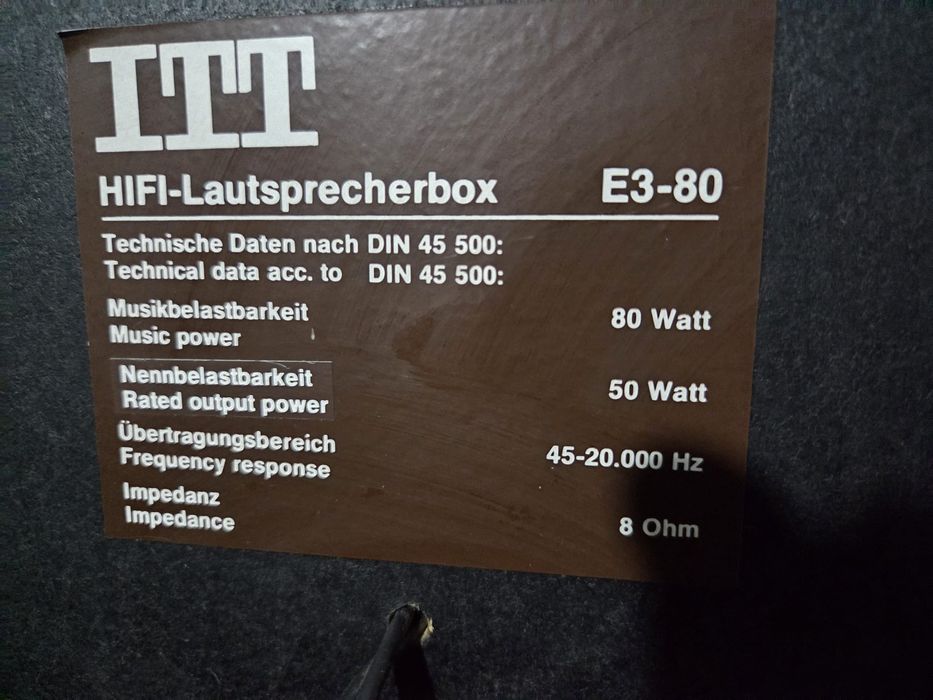 ITT
HIFI-Lautsprecherbox E3-80
Technische Daten nach DIN 45 500:
Technical data acc. to DIN 45 500:
Musikbelastbarkeit
Music power
80 Watt
Nennbelastbarkeit
Rated output power
50 Watt
Übertragungsbereich
Frequency response
45-20.000 Hz
Impedanz
Impedance
8 Ohm